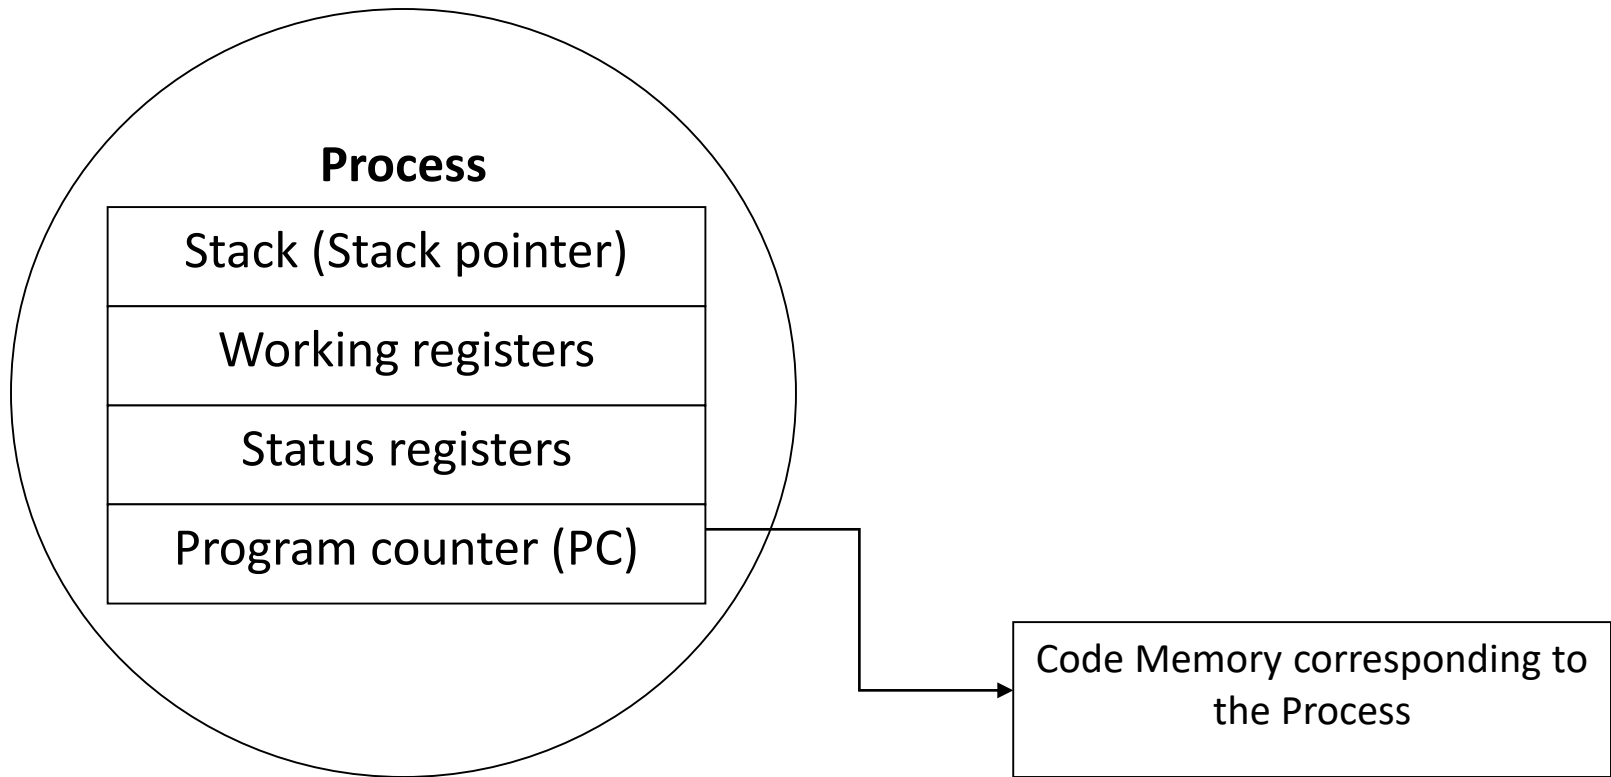 Process
Stack (Stack pointer)
Working registers
Status registers
Program counter (PC)
Code Memory corresponding to
the Process